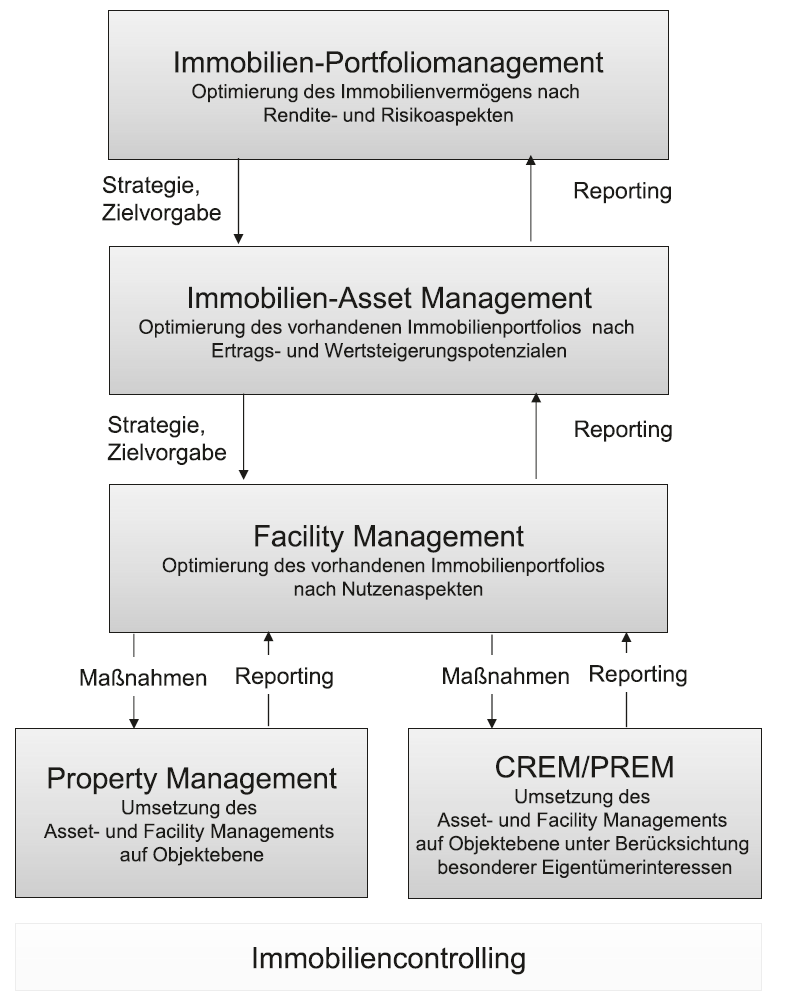 Immobilien-Portfoliomanagement
Optimierung des Immobilienvermögens nach
Rendite- und Risikoaspekten
Strategie,
Zielvorgabe
Reporting
Immobilien-Asset Management
Optimierung des vorhandenen Immobilienportfolios nach
Ertrags- und Wertsteigerungspotenzialen
Strategie,
Zielvorgabe
Reporting
Facility Management
Optimierung des vorhandenen Immobilienportfolios
nach Nutzenaspekten
Maßnahmen
Reporting
Maßnahmen
Reporting
Property Management
Umsetzung des
Asset- und Facility Managements
auf Objektebene
CREM/PREM
Umsetzung des
Asset- und Facility Managements
auf Objektebene unter Berücksichtung
besonderer Eigentümerinteressen
Immobiliencontrolling